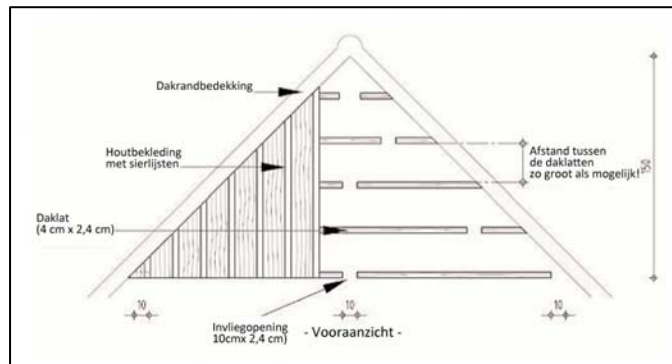 Dakrandbedekking
Houtbekleding
met sierlijsten
Afstand tussen
de daklatten
zo groot als mogelijk!
150
Daklat
(4 cm x 2,4 cm)
10
10
10
Invliegopening
10cmx 2,4 cm)
- Vooraanzicht -